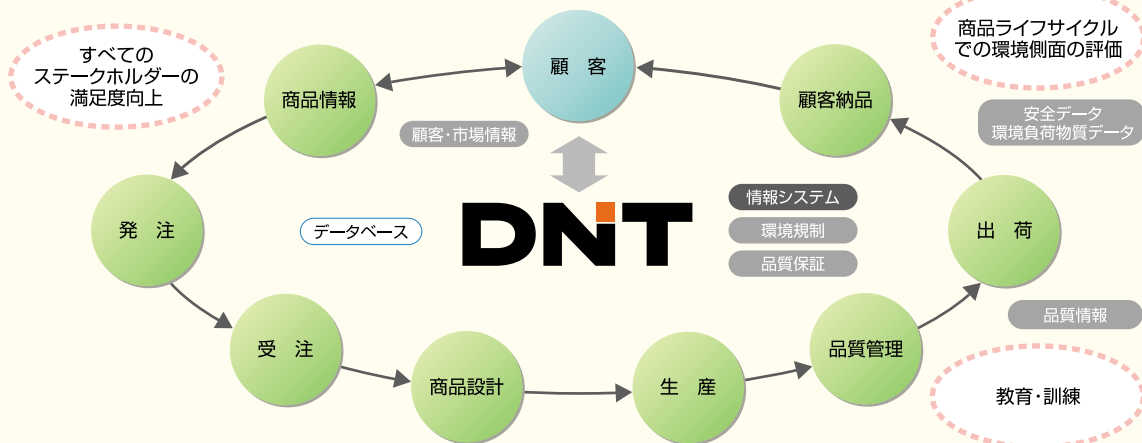 すべての
ステークホルダーの
満足度向上
商品情報
顧　客
顧客納品
商品ライフサイクル
での環境側面の評価
安全データ
環境負荷物質データ
顧客・市場情報
発　注
データベース
DNT
情報システム
環境規制
品質保証
出　荷
品質情報
受　注
商品設計
生　産
品質管理
教育・訓練